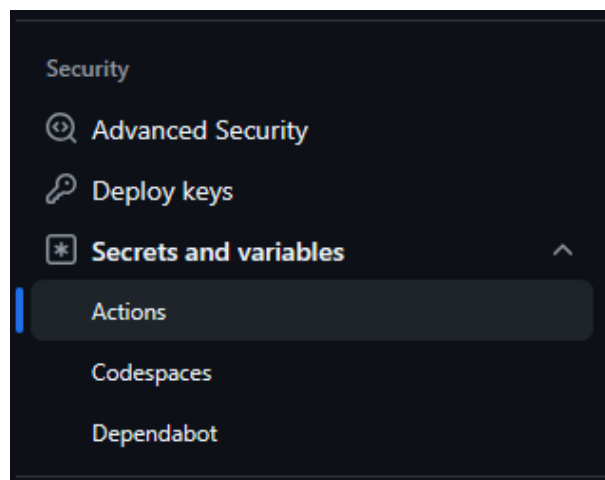 Security
Advanced Security
Deploy keys
Secrets and variables
Actions
Codespaces
Dependabot